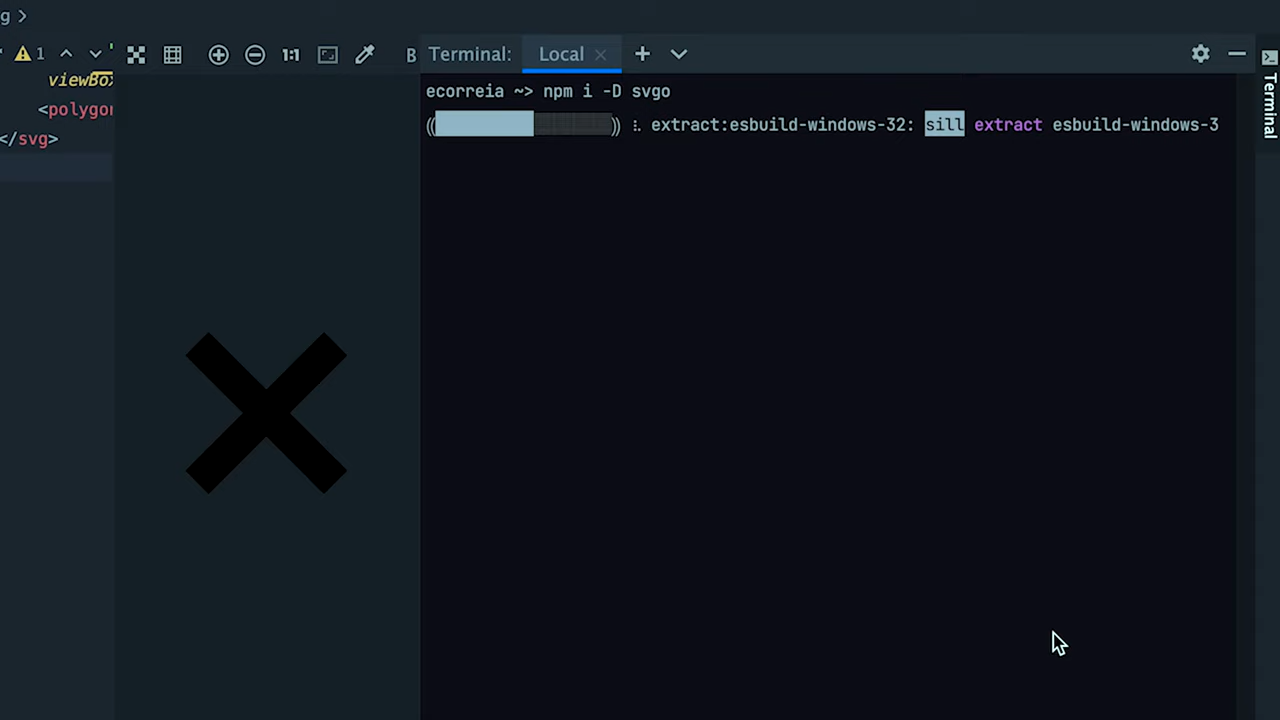 g
1
1:1
B
Terminal:
Local
viewBox
<polygon
</svg>
ecorreia ~> npm i -D svgo
extract:esbuild-windows-32: sill extract esbuild-windows-3
Terminal